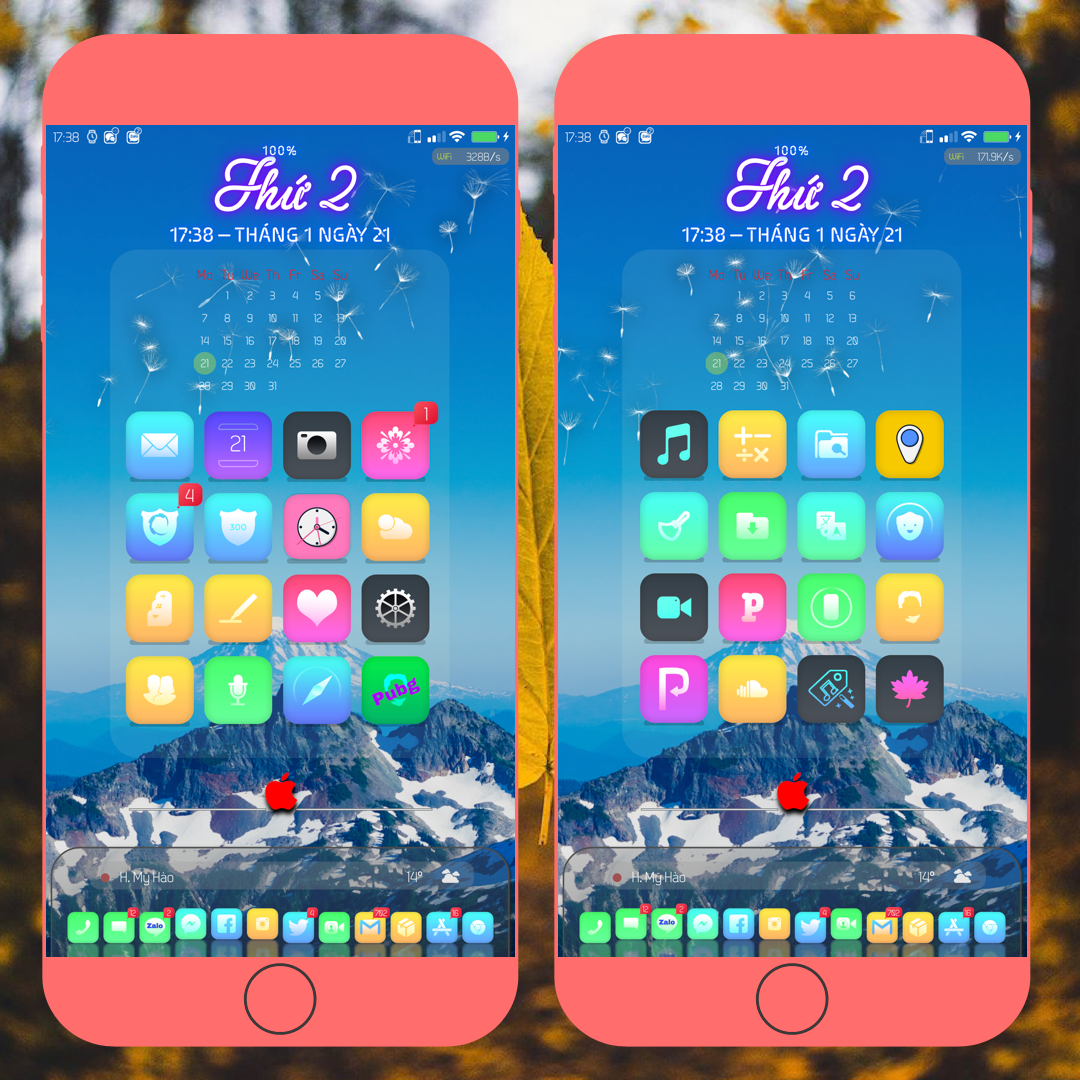 17:38
328B/s
WiFi
100%
Thứ 2
17:38 – THÁNG 1 NGÀY 21
Mo Tu We Th Fr Sa Su
1 2 3 4 5 6
7 8 9 10 11 12 13
14 15 16 17 18 19 20
21 22 23 24 25 26 27
28 29 30 31
21
1
4
300
Pubg
H. Mỹ Hào 14°
12 2 4 702 16
Zalo
17:38
171.9K/s
WiFi
100%
Thứ 2
17:38 – THÁNG 1 NGÀY 21
Mo Tu We Th Fr Sa Su
1 2 3 4 5 6
7 8 9 10 11 12 13
14 15 16 17 18 19 20
21 22 23 24 25 26 27
28 29 30 31
P
H. Mỹ Hào 14°
12 2 4 702 16
Zalo